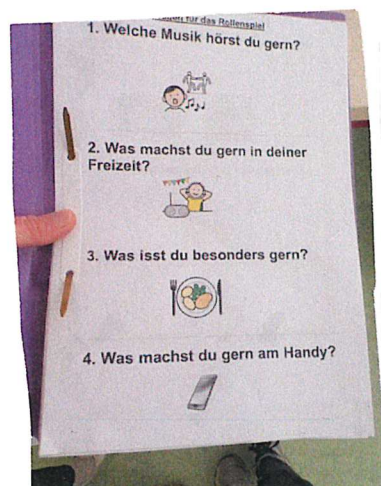 für das Rollenspiel
1. Welche Musik hörst du gern?
2. Was machst du gern in deiner
Freizeit?
3. Was isst du besonders gern?
4. Was machst du gern am Handy?